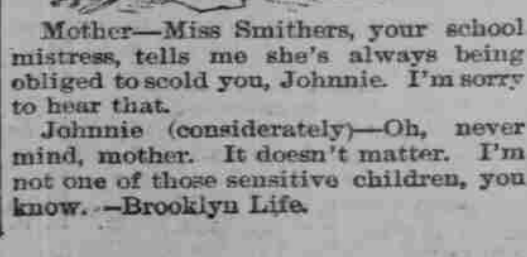 Mother—Miss Smithers, your school
mistress, tells me she's always being
obliged to scold you, Johnnie. I'm sorry
to hear that.
Johnnie (considerately)—Oh, never
mind, mother. It doesn't matter. I'm
not one of those sensitive children, you
know.—Brooklyn Life.